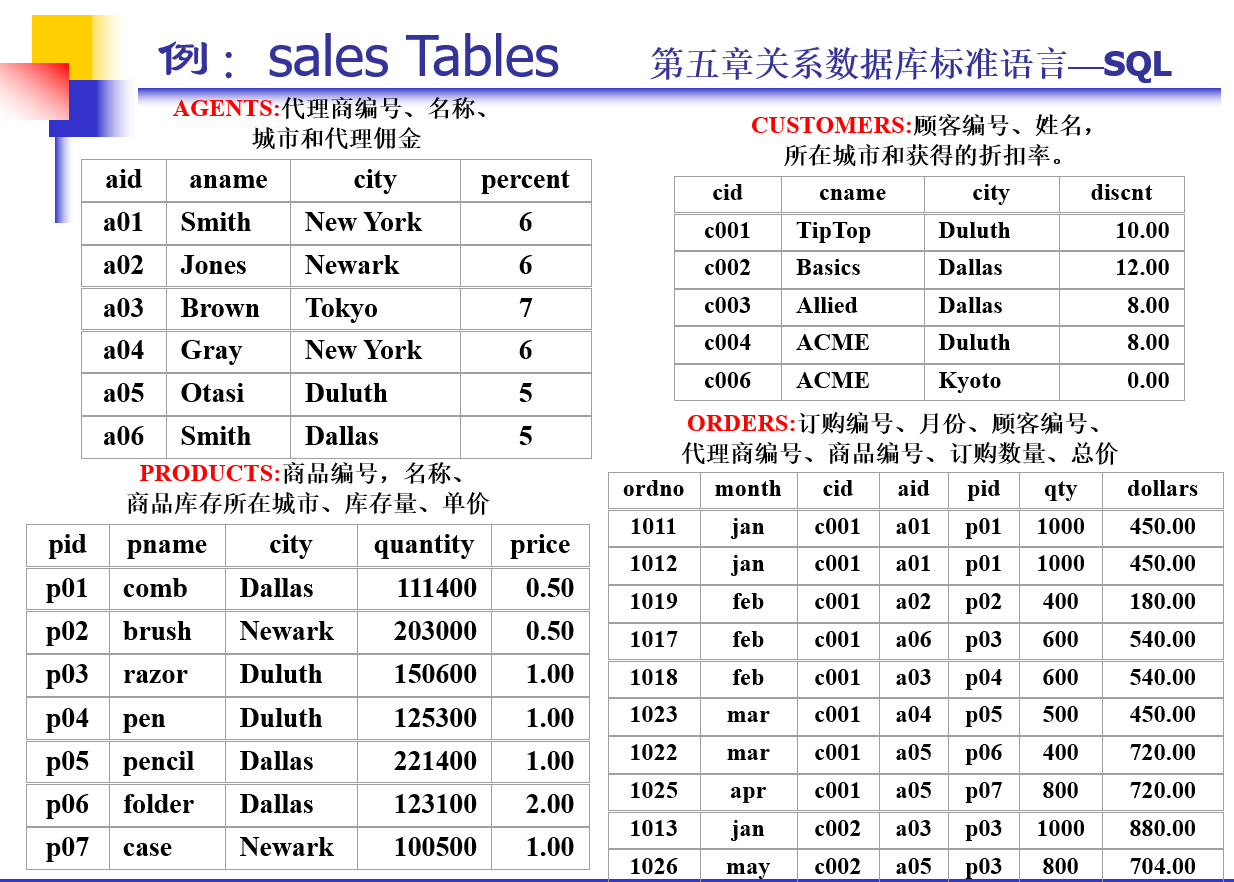 例： sales Tables
第五章关系数据库标准语言—SQL
AGENTS:代理商编号、名称、
城市和代理佣金
aid aname city percent
a01 Smith New York 6
a02 Jones Newark 6
a03 Brown Tokyo 7
a04 Gray New York 6
a05 Otasi Duluth 5
a06 Smith Dallas 5
PRODUCTS:商品编号，名称、
商品库存所在城市、库存量、单价
pid pname city quantity price
p01 comb Dallas 111400 0.50
p02 brush Newark 203000 0.50
p03 razor Duluth 150600 1.00
p04 pen Duluth 125300 1.00
p05 pencil Dallas 221400 1.00
p06 folder Dallas 123100 2.00
p07 case Newark 100500 1.00
CUSTOMERS:顾客编号、姓名，
所在城市和获得的折扣率。
cid cname city discnt
c001 TipTop Duluth 10.00
c002 Basics Dallas 12.00
c003 Allied Dallas 8.00
c004 ACME Duluth 8.00
c006 ACME Kyoto 0.00
ORDERS:订购编号、月份、顾客编号、
代理商编号、商品编号、订购数量、总价
ordno month cid aid pid qty dollars
1011 jan c001 a01 p01 1000 450.00
1012 jan c001 a01 p01 1000 450.00
1019 feb c001 a02 p02 400 180.00
1017 feb c001 a06 p03 600 540.00
1018 feb c001 a03 p04 600 540.00
1023 mar c001 a04 p05 500 450.00
1022 mar c001 a05 p06 400 720.00
1025 apr c001 a05 p07 800 720.00
1013 jan c002 a03 p03 1000 880.00
1026 may c002 a05 p03 800 704.00